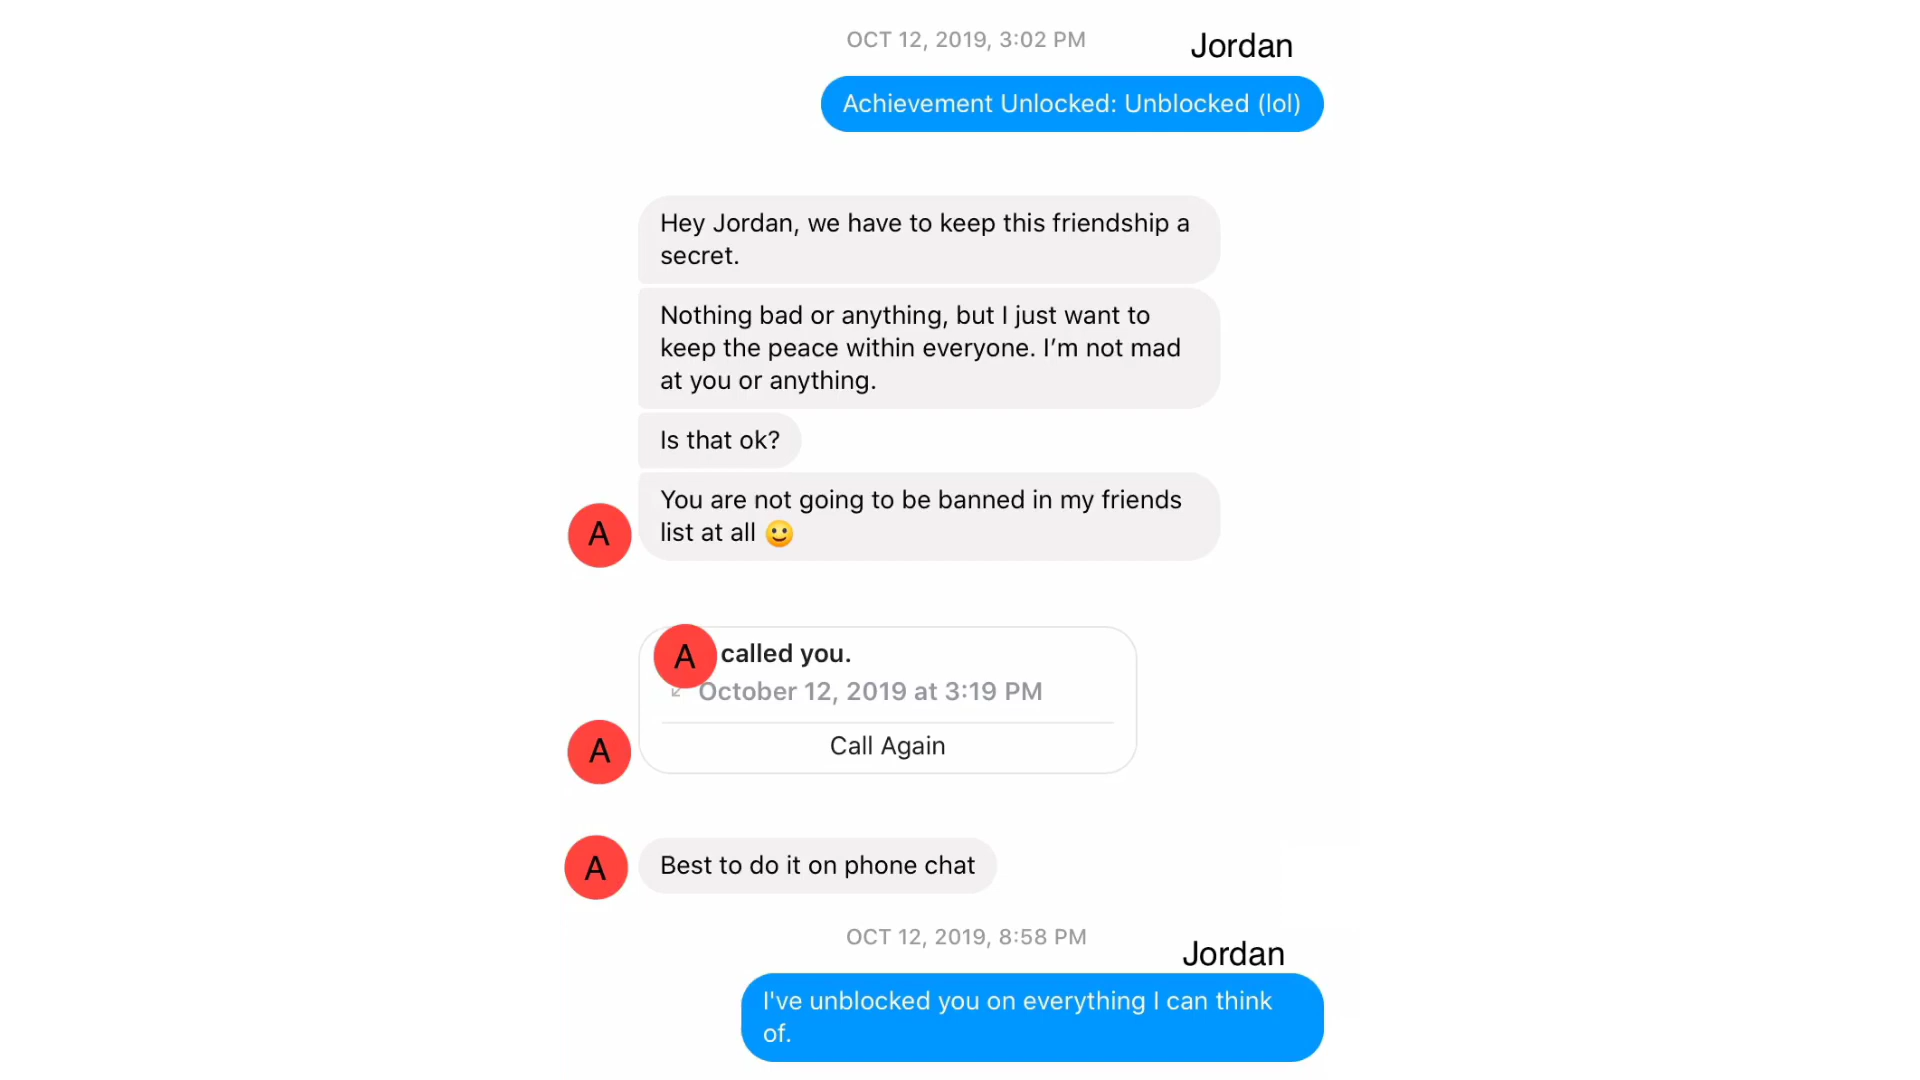 OCT 12, 2019, 3:02 PM
Jordan
Achievement Unlocked: Unblocked (lol)
Hey Jordan, we have to keep this friendship a
secret.
Nothing bad or anything, but I just want to
keep the peace within everyone. I’m not mad
at you or anything.
Is that ok?
You are not going to be banned in my friends
list at all 🙂
A
A called you.
October 12, 2019 at 3:19 PM
Call Again
A
A
Best to do it on phone chat
OCT 12, 2019, 8:58 PM
Jordan
I've unblocked you on everything I can think
of.